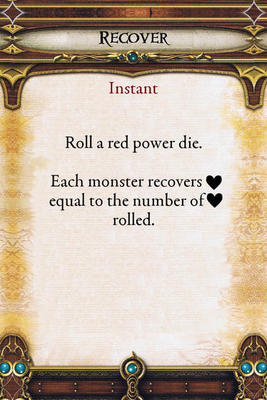 Recover
Instant
Roll a red power die.
Each monster recovers ♥
equal to the number of ♥
rolled.